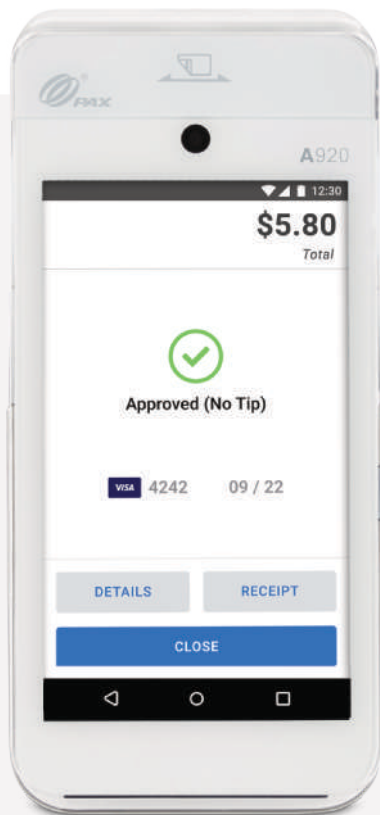 PAX
A920
12:30
$5.80
Total
Approved (No Tip)
VISA 4242 09 / 22
DETAILS RECEIPT
CLOSE